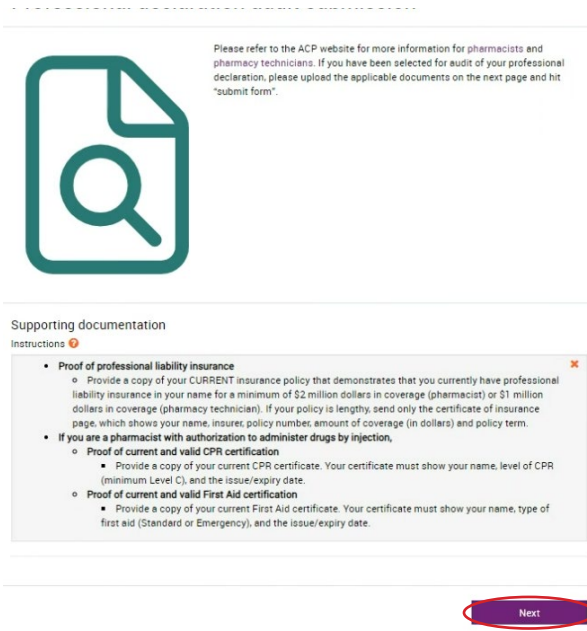 Please refer to the ACP website for more information for pharmacists and
pharmacy technicians. If you have been selected for audit of your professional
declaration, please upload the applicable documents on the next page and hit
"submit form".
Supporting documentation
Instructions ?
• Proof of professional liability insurance
o Provide a copy of your CURRENT insurance policy that demonstrates that you currently have professional
liability insurance in your name for a minimum of $2 million dollars in coverage (pharmacist) or $1 million
dollars in coverage (pharmacy technician). If your policy is lengthy, send only the certificate of insurance
page, which shows your name, insurer, policy number, amount of coverage (in dollars) and policy term.
• If you are a pharmacist with authorization to administer drugs by injection,
o Proof of current and valid CPR certification
▪ Provide a copy of your current CPR certificate. Your certificate must show your name, level of CPR
(minimum Level C), and the issue/expiry date.
o Proof of current and valid First Aid certification
▪ Provide a copy of your current First Aid certificate. Your certificate must show your name, type of
first aid (Standard or Emergency), and the issue/expiry date.
Next